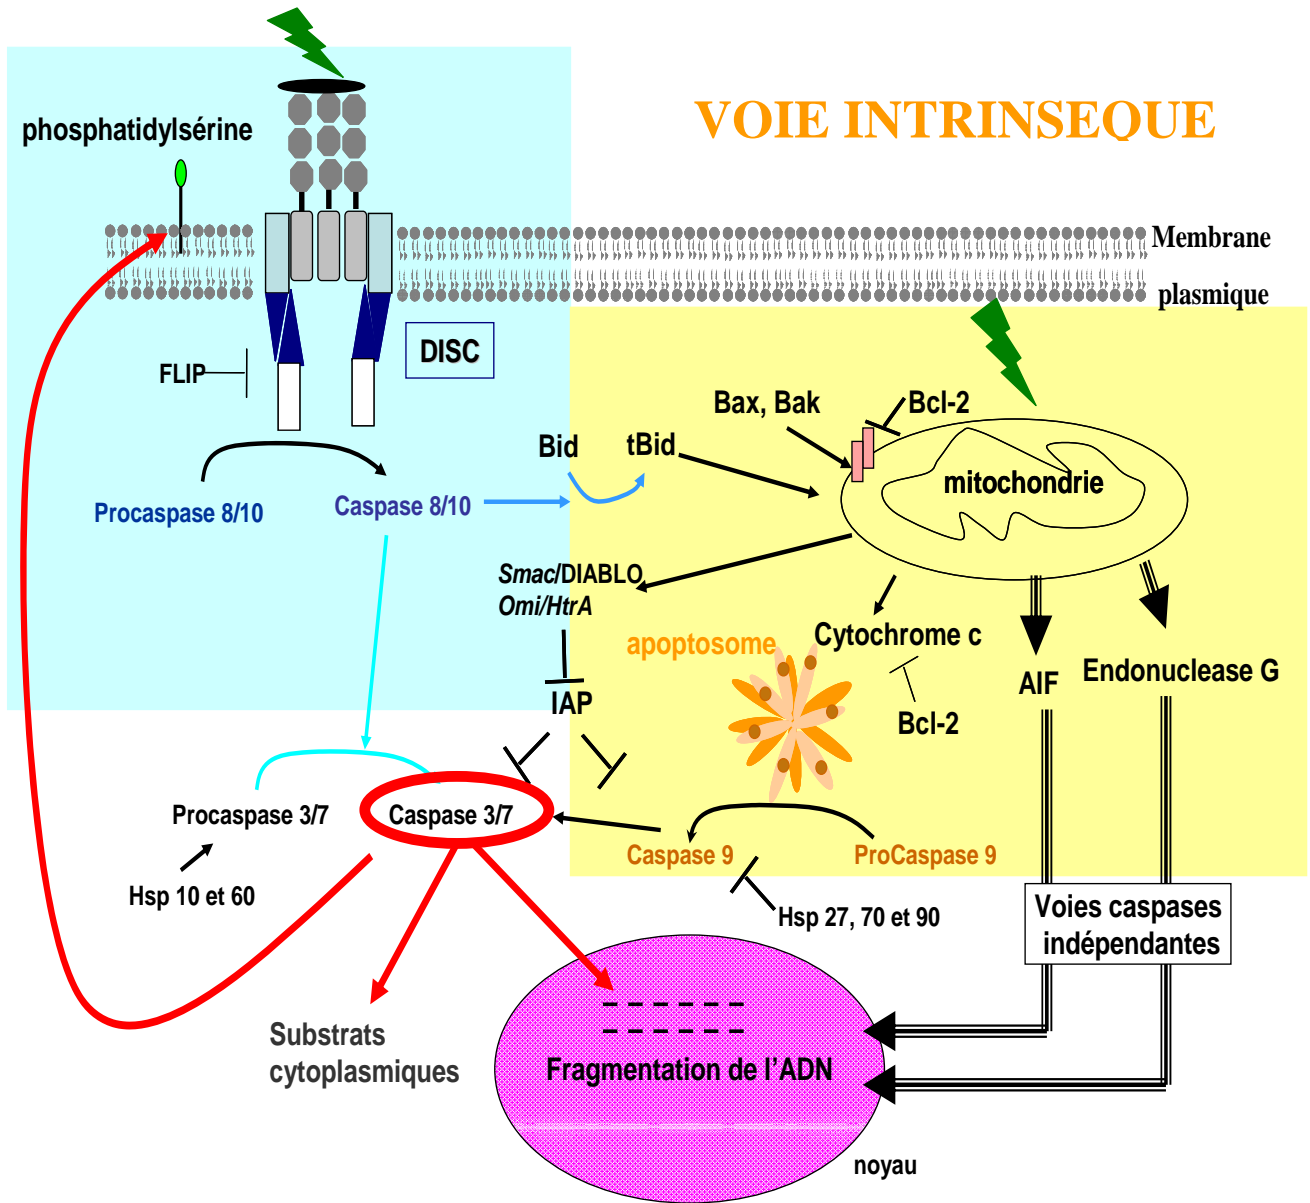 VOIE INTRINSEQUE
phosphatidylsérine
Membrane
plasmique
DISC
FLIP
Bax, Bak
Bcl-2
Bid
tBid
mitochondrie
Procaspase 8/10
Caspase 8/10
Smac/DIABLO
Omi/HtrA
apoptosome
Cytochrome c
AIF
Endonuclease G
IAP
Bcl-2
Procaspase 3/7
Caspase 3/7
Caspase 9
ProCaspase 9
Hsp 10 et 60
Hsp 27, 70 et 90
Voies caspases
indépendantes
Substrats
cytoplasmiques
Fragmentation de l’ADN
noyau